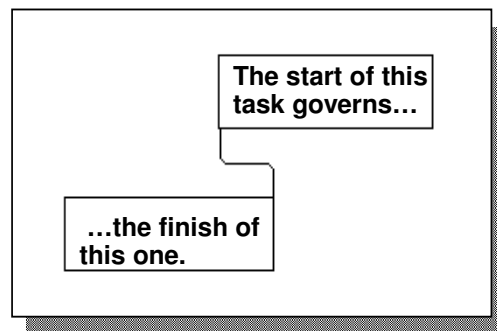 The start of this
task governs…
…the finish of
this one.